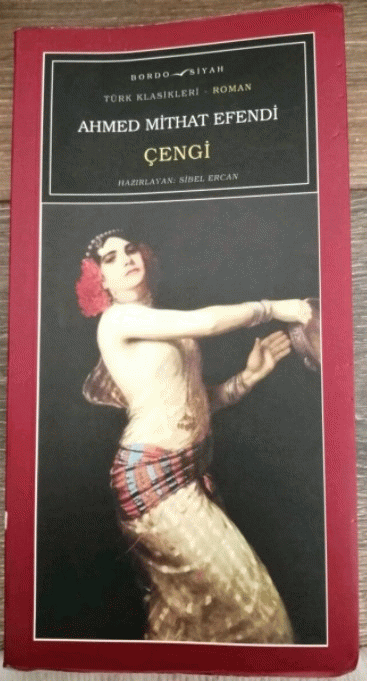 BORDO SİYAH
TÜRK KLASİKLERİ - ROMAN
AHMED MİTHAT EFENDİ
ÇENGİ
HAZIRLAYAN: SİBEL ERCAN